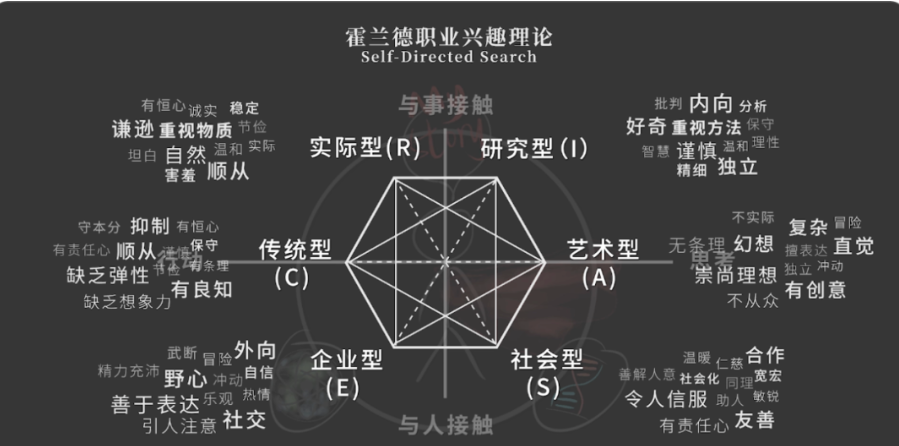 霍兰德职业兴趣理论
Self-Directed Search
与事接触
有恒心 诚实 稳定
谦逊 重视物质 节俭
坦白 自然 温和 实际
害羞 顺从
批判 内向 分析
好奇 重视方法 保守
智慧 谨慎 温和 理性
精细 独立
实际型(R)
研究型(I)
守本分 抑制 有恒心
有责任心 顺从 谨慎 保守
缺乏弹性 节俭 有条理
缺乏想象力 有良知
行动
传统型
(C)
艺术型
(A)
思考
不实际 复杂 冒险
无条理 幻想 擅表达 直觉
崇尚理想 独立 冲动
不从众 有创意
企业型
(E)
社会型
(S)
武断 冒险 外向
精力充沛 野心 冲动 自信
善于表达 乐观 热情
引人注意 社交
温暖 仁慈 合作
善解人意 社会化 同理 宽宏
令人信服 助人 敏锐
有责任心 友善
与人接触